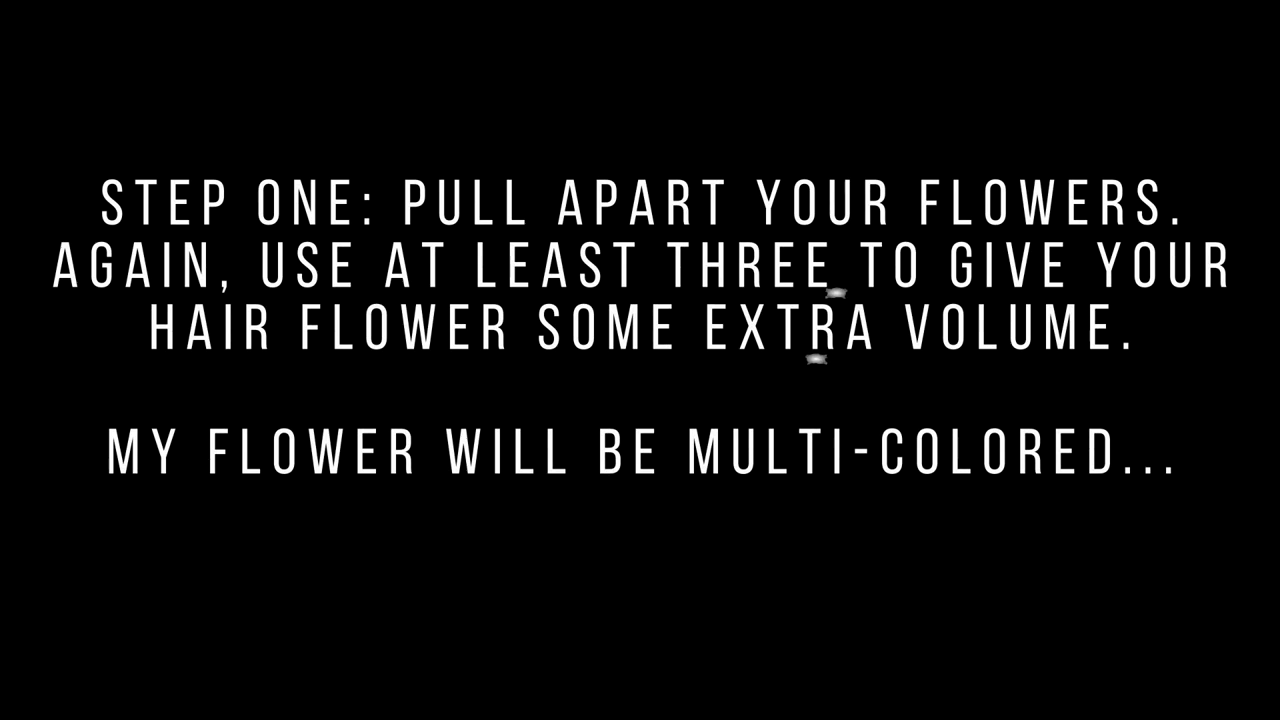 STEP ONE: PULL APART YOUR FLOWERS.
AGAIN, USE AT LEAST THREE TO GIVE YOUR
HAIR FLOWER SOME EXTRA VOLUME.
MY FLOWER WILL BE MULTI-COLORED...